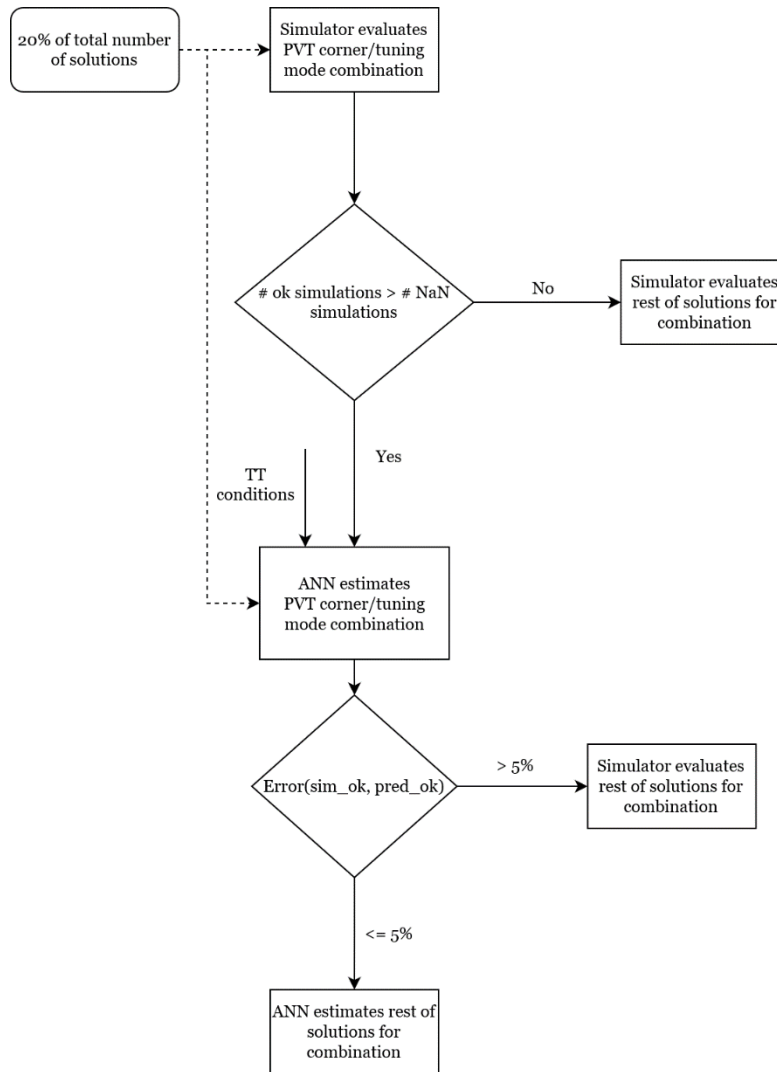 20% of total number
of solutions
Simulator evaluates
PVT corner/tuning
mode combination
# ok simulations > # NaN
simulations
No
Simulator evaluates
rest of solutions for
combination
Yes
TT
conditions
ANN estimates
PVT corner/tuning
mode combination
Error(sim_ok, pred_ok)
> 5%
Simulator evaluates
rest of solutions for
combination
<= 5%
ANN estimates rest of
solutions for
combination